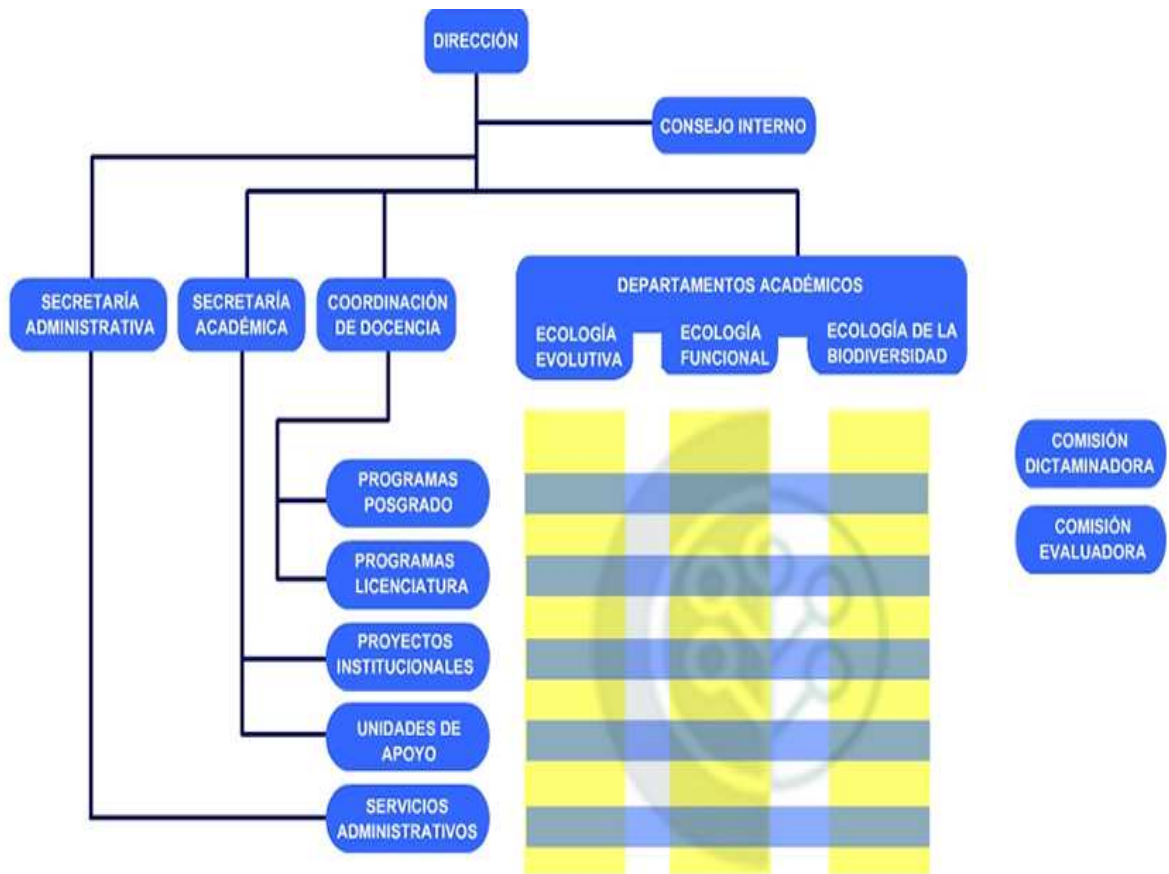 DIRECCIÓN
CONSEJO INTERNO
SECRETARÍA
ADMINISTRATIVA
SECRETARÍA
ACADÉMICA
COORDINACIÓN
DE DOCENCIA
DEPARTAMENTOS ACADÉMICOS
ECOLOGÍA
EVOLUTIVA
ECOLOGÍA
FUNCIONAL
ECOLOGÍA DE LA
BIODIVERSIDAD
PROGRAMAS
POSGRADO
PROGRAMAS
LICENCIATURA
PROYECTOS
INSTITUCIONALES
UNIDADES DE
APOYO
SERVICIOS
ADMINISTRATIVOS
COMISIÓN
DICTAMINADORA
COMISIÓN
EVALUADORA